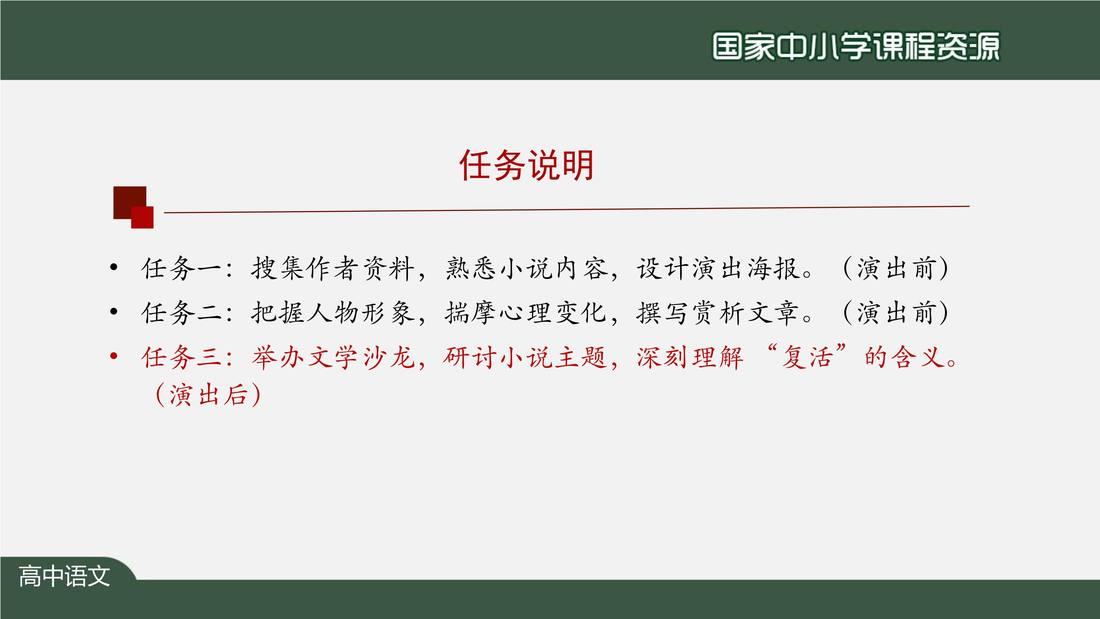 国家中小学课程资源
任务说明
• 任务一：搜集作者资料，熟悉小说内容，设计演出海报。（演出前）
• 任务二：把握人物形象，揣摩心理变化，撰写赏析文章。（演出前）
• 任务三：举办文学沙龙，研讨小说主题，深刻理解“复活”的含义。
（演出后）
高中语文